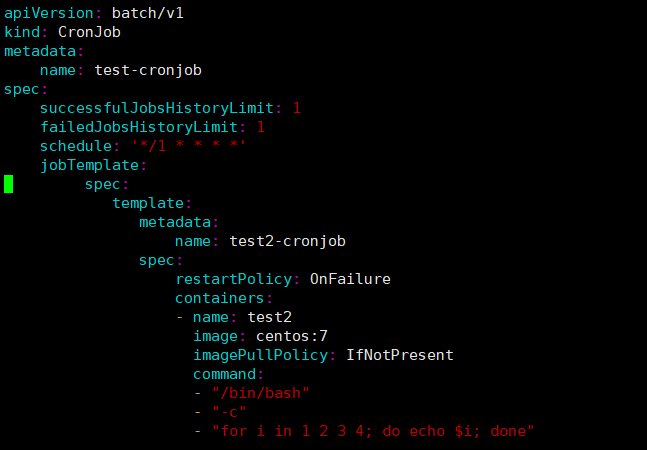 apiVersion: batch/v1
kind: CronJob
metadata:
    name: test-cronjob
spec:
    successfulJobsHistoryLimit: 1
    failedJobsHistoryLimit: 1
    schedule: '*/1 * * * *'
    jobTemplate:
         spec:
            template:
               metadata:
                   name: test2-cronjob
               spec:
                   restartPolicy: OnFailure
                   containers:
                   - name: test2
                     image: centos:7
                     imagePullPolicy: IfNotPresent
                     command:
                     - "/bin/bash"
                     - "-c"
                     - "for i in 1 2 3 4; do echo $i; done"